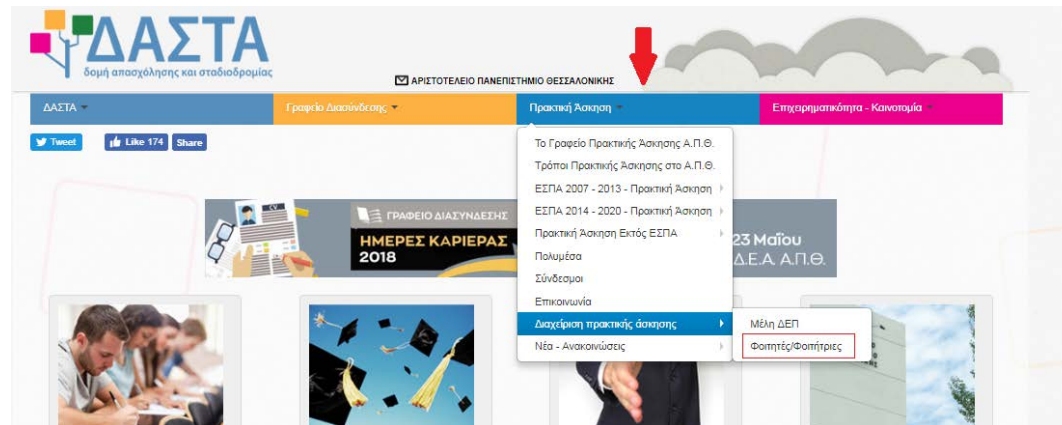 ΔΑΣΤΑ
δομή απασχόλησης και σταδιοδρομίας
ΑΡΙΣΤΟΤΕΛΕΙΟ ΠΑΝΕΠΙΣΤΗΜΙΟ ΘΕΣΣΑΛΟΝΙΚΗΣ
ΔΑΣΤΑ
Γραφείο Διασύνδεσης
Πρακτική Άσκηση
Επιχειρηματικότητα - Καινοτομία
Tweet
Like 174
Share
Το Γραφείο Πρακτικής Άσκησης Α.Π.Θ.
Τρόποι Πρακτικής Άσκησης στο Α.Π.Θ.
ΕΣΠΑ 2007 - 2013 - Πρακτική Άσκηση
ΕΣΠΑ 2014 - 2020 - Πρακτική Άσκηση
Πρακτική Άσκηση Εκτός ΕΣΠΑ
Πολυμέσα
Σύνδεσμοι
Επικοινωνία
Διαχείριση πρακτικής άσκησης
Νέα - Ανακοινώσεις
Μέλη ΔΕΠ
Φοιτητές/Φοιτήτριες
CV
ΓΡΑΦΕΙΟ ΔΙΑΣΥΝΔΕΣΗΣ
ΗΜΕΡΕΣ ΚΑΡΙΕΡΑΣ
2018
23 Μαΐου
Δ.Ε.Α. Α.Π.Θ.